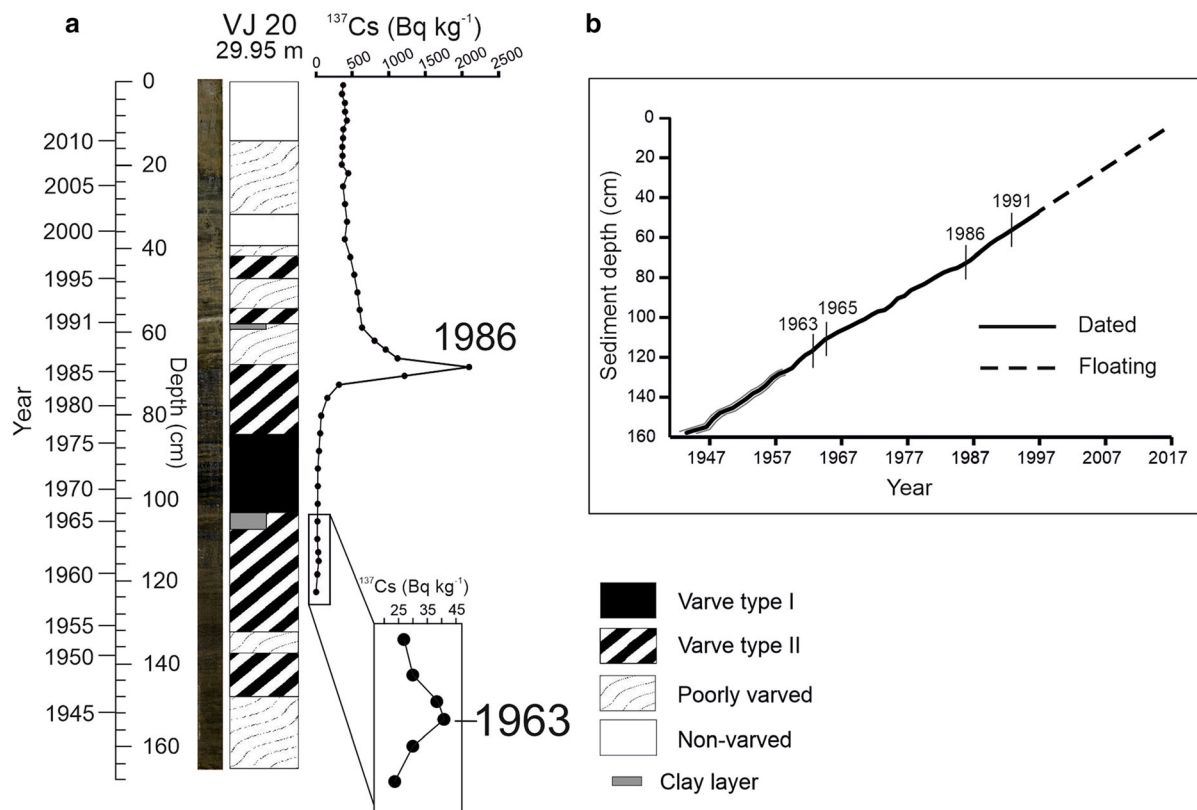 a
VJ 20
29.95 m
¹³⁷Cs (Bq kg⁻¹)
0 500 1000 1500 2000 2500
Year
2010
2005
2000
1995
1991
1985
1980
1975
1970
1965
1960
1955
1950
1945
Depth (cm)
0
20
40
60
80
100
120
140
160
1986
¹³⁷Cs (Bq kg⁻¹)
25 35 45
1963
b
Sediment depth (cm)
0
20
40
60
80
100
120
140
160
1991
1986
1965
1963
Dated
Floating
1947 1957 1967 1977 1987 1997 2007 2017
Year
Varve type I
Varve type II
Poorly varved
Non-varved
Clay layer